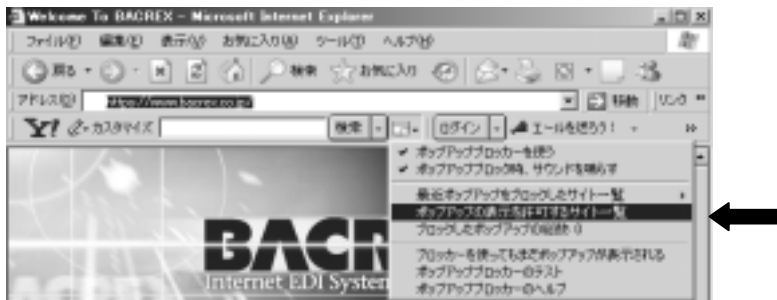 Welcome To BACREX - Microsoft Internet Explorer
ファイル(F) 編集(E) 表示(V) お気に入り(A) ツール(T) ヘルプ(H)
戻る 検索 お気に入り
アドレス(D) https://www.bacrex.co.jp/ 移動 リンク
Y! カスタマイズ 検索 ログイン エールを送ろう!
ポップアップブロッカーを使う
ポップアップブロック時、サウンドを鳴らす
最近ポップアップをブロックしたサイト一覧
ポップアップの表示を許可するサイト一覧
ブロックしたポップアップの総数: 0
ブロッカーを使ってもまだポップアップが表示される
ポップアップブロッカーのテスト
ポップアップブロッカーのヘルプ
BACR
Internet EDI System